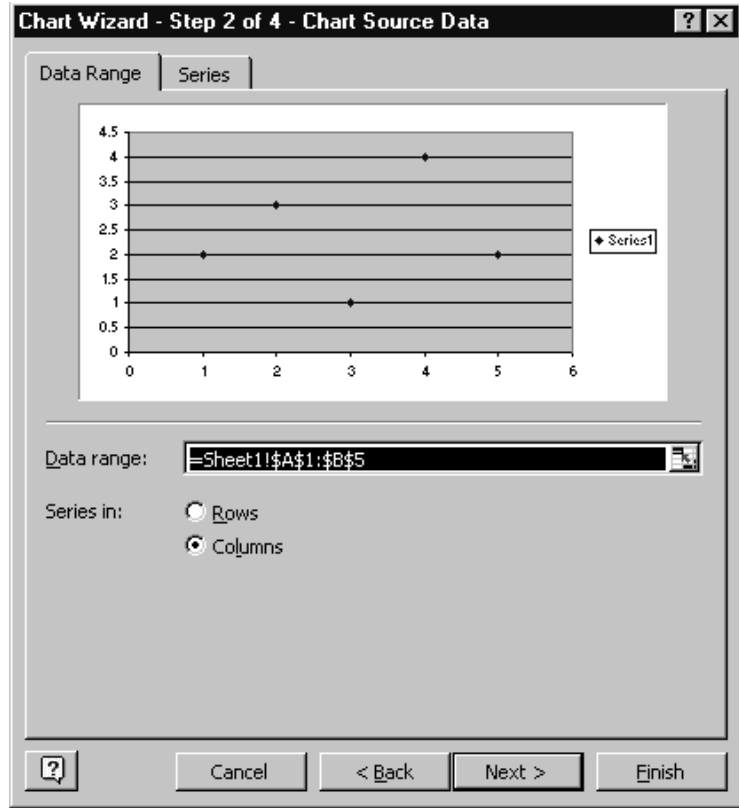 Chart Wizard - Step 2 of 4 - Chart Source Data
Data Range Series
4.5
4
3.5
3
2.5
2
1.5
1
0.5
0
0 1 2 3 4 5 6
Series1
Data range: =Sheet1!$A$1:$B$5
Series in: Rows
Columns
Cancel < Back Next > Finish